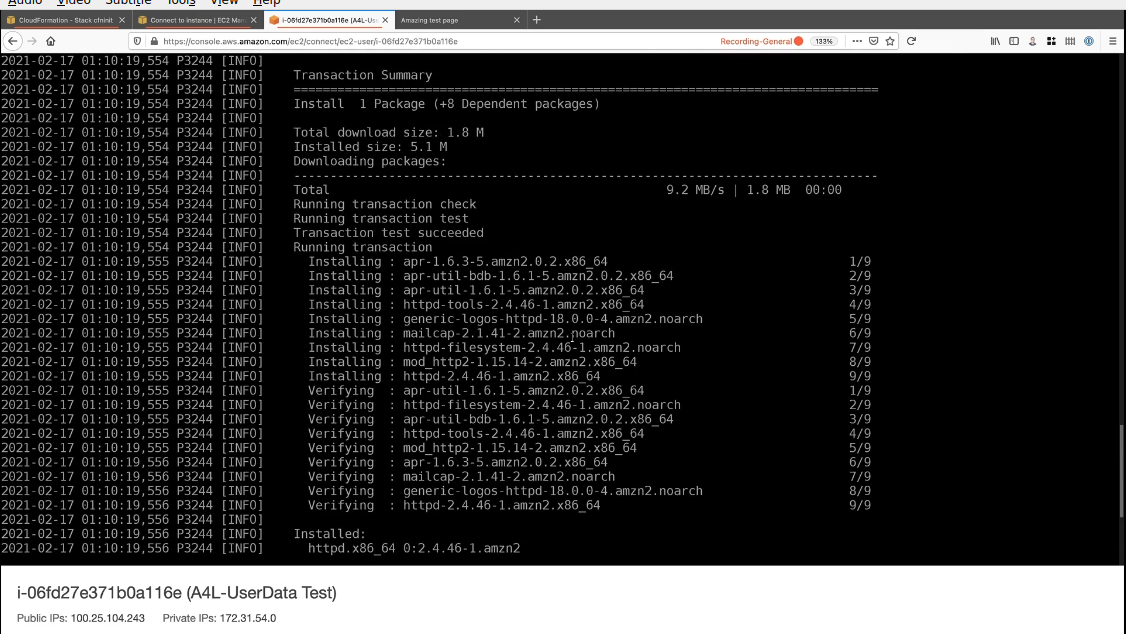 Audio Video Subtitle Tools View Help
CloudFormation - Stack cfninit
Connect to instance | EC2 Man
i-06fd27e371b0a116e (A4L-Us
Amazing test page
https://console.aws.amazon.com/ec2/connect/ec2-user/i-06fd27e371b0a116e
Recording-General
133%
2021-02-17 01:10:19,554 P3244 [INFO]
2021-02-17 01:10:19,554 P3244 [INFO] Transaction Summary
2021-02-17 01:10:19,554 P3244 [INFO] ================================================================================
2021-02-17 01:10:19,554 P3244 [INFO] Install 1 Package (+8 Dependent packages)
2021-02-17 01:10:19,554 P3244 [INFO]
2021-02-17 01:10:19,554 P3244 [INFO] Total download size: 1.8 M
2021-02-17 01:10:19,554 P3244 [INFO] Installed size: 5.1 M
2021-02-17 01:10:19,554 P3244 [INFO] Downloading packages:
2021-02-17 01:10:19,554 P3244 [INFO] --------------------------------------------------------------------------------
2021-02-17 01:10:19,554 P3244 [INFO] Total 9.2 MB/s | 1.8 MB 00:00
2021-02-17 01:10:19,554 P3244 [INFO] Running transaction check
2021-02-17 01:10:19,554 P3244 [INFO] Running transaction test
2021-02-17 01:10:19,554 P3244 [INFO] Transaction test succeeded
2021-02-17 01:10:19,554 P3244 [INFO] Running transaction
2021-02-17 01:10:19,554 P3244 [INFO] Installing : apr-1.6.3-5.amzn2.0.2.x86_64 1/9
2021-02-17 01:10:19,554 P3244 [INFO] Installing : apr-util-bdb-1.6.1-5.amzn2.0.2.x86_64 2/9
2021-02-17 01:10:19,554 P3244 [INFO] Installing : apr-util-1.6.1-5.amzn2.0.2.x86_64 3/9
2021-02-17 01:10:19,555 P3244 [INFO] Installing : httpd-tools-2.4.46-1.amzn2.x86_64 4/9
2021-02-17 01:10:19,555 P3244 [INFO] Installing : generic-logos-httpd-18.0.0-4.amzn2.noarch 5/9
2021-02-17 01:10:19,555 P3244 [INFO] Installing : mailcap-2.1.41-2.amzn2.noarch 6/9
2021-02-17 01:10:19,555 P3244 [INFO] Installing : httpd-filesystem-2.4.46-1.amzn2.noarch 7/9
2021-02-17 01:10:19,555 P3244 [INFO] Installing : mod_http2-1.15.14-2.amzn2.x86_64 8/9
2021-02-17 01:10:19,555 P3244 [INFO] Installing : httpd-2.4.46-1.amzn2.x86_64 9/9
2021-02-17 01:10:19,555 P3244 [INFO] Verifying : apr-util-1.6.1-5.amzn2.0.2.x86_64 1/9
2021-02-17 01:10:19,555 P3244 [INFO] Verifying : httpd-filesystem-2.4.46-1.amzn2.noarch 2/9
2021-02-17 01:10:19,555 P3244 [INFO] Verifying : apr-util-bdb-1.6.1-5.amzn2.0.2.x86_64 3/9
2021-02-17 01:10:19,555 P3244 [INFO] Verifying : httpd-tools-2.4.46-1.amzn2.x86_64 4/9
2021-02-17 01:10:19,555 P3244 [INFO] Verifying : mod_http2-1.15.14-2.amzn2.x86_64 5/9
2021-02-17 01:10:19,556 P3244 [INFO] Verifying : apr-1.6.3-5.amzn2.0.2.x86_64 6/9
2021-02-17 01:10:19,556 P3244 [INFO] Verifying : mailcap-2.1.41-2.amzn2.noarch 7/9
2021-02-17 01:10:19,556 P3244 [INFO] Verifying : generic-logos-httpd-18.0.0-4.amzn2.noarch 8/9
2021-02-17 01:10:19,556 P3244 [INFO] Verifying : httpd-2.4.46-1.amzn2.x86_64 9/9
2021-02-17 01:10:19,556 P3244 [INFO]
2021-02-17 01:10:19,556 P3244 [INFO] Installed:
2021-02-17 01:10:19,556 P3244 [INFO] httpd.x86_64 0:2.4.46-1.amzn2
i-06fd27e371b0a116e (A4L-UserData Test)
Public IPs: 100.25.104.243 Private IPs: 172.31.54.0